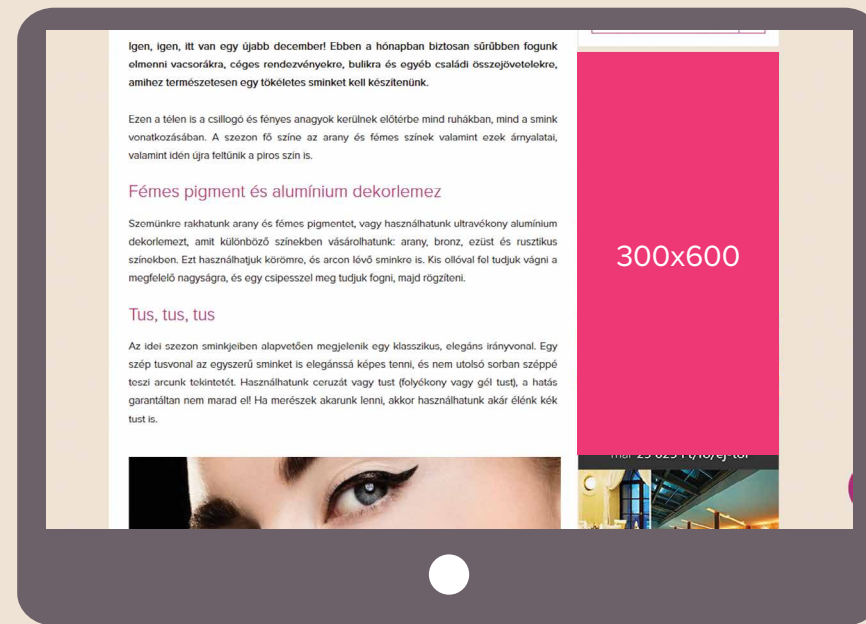 Igen, igen, itt van egy újabb december! Ebben a hónapban biztosan sűrűbben fogunk
elmenni vacsorákra, céges rendezvényekre, bulikra és egyéb családi összejövetelekre,
amihez természetesen egy tökéletes sminket kell készítenünk.
Ezen a télen is a csillogó és fényes anagyok kerülnek előtérbe mind ruhákban, mind a smink
vonatkozásában. A szezon fő színe az arany és fémes színek valamint ezek árnyalatai,
valamint idén újra feltűnik a piros szín is.
Fémes pigment és alumínium dekorlemez
Szemünkre rakhatunk arany és fémes pigmentet, vagy használhatunk ultravékony alumínium
dekorlemezt, amit különböző színekben vásárolhatunk: arany, bronz, ezüst és rusztikus
színekben. Ezt használhatjuk körömre, és arcon lévő sminkre is. Kis ollóval fel tudjuk vágni a
megfelelő nagyságra, és egy csipesszel meg tudjuk fogni, majd rögzíteni.
Tus, tus, tus
Az idei szezon sminkjeiben alapvetően megjelenik egy klasszikus, elegáns irányvonal. Egy
szép tusvonal az egyszerű sminket is elegánssá képes tenni, és nem utolsó sorban széppé
teszi arcunk tekintetét. Használhatunk ceruzát vagy tust (folyékony vagy gél tust), a hatás
garantáltan nem marad el! Ha merészek akarunk lenni, akkor használhatunk akár élénk kék
tust is.
300x600